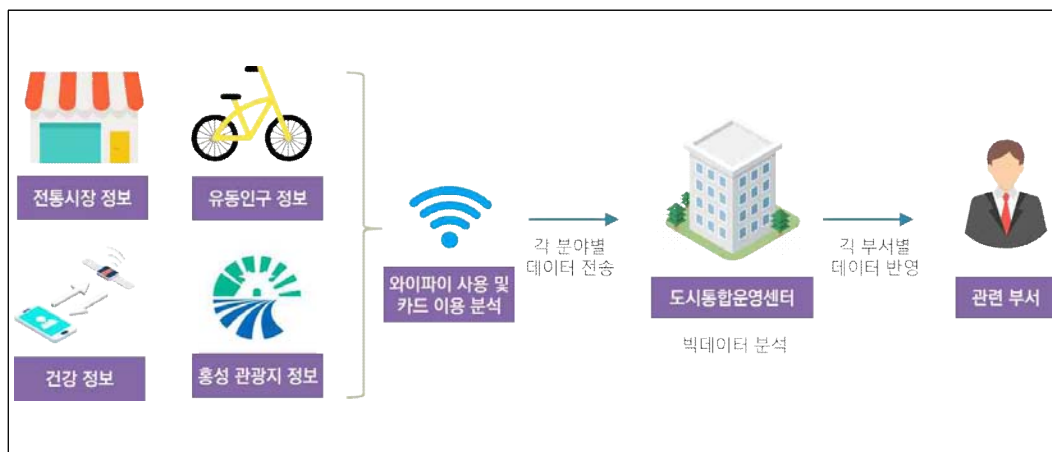 전통시장 정보
유동인구 정보
건강 정보
홍성 관광지 정보
와이파이 사용 및
카드 이용 분석
각 분야별
데이터 전송
도시통합운영센터
빅데이터 분석
긱 부서별
데이터 반영
관련 부서